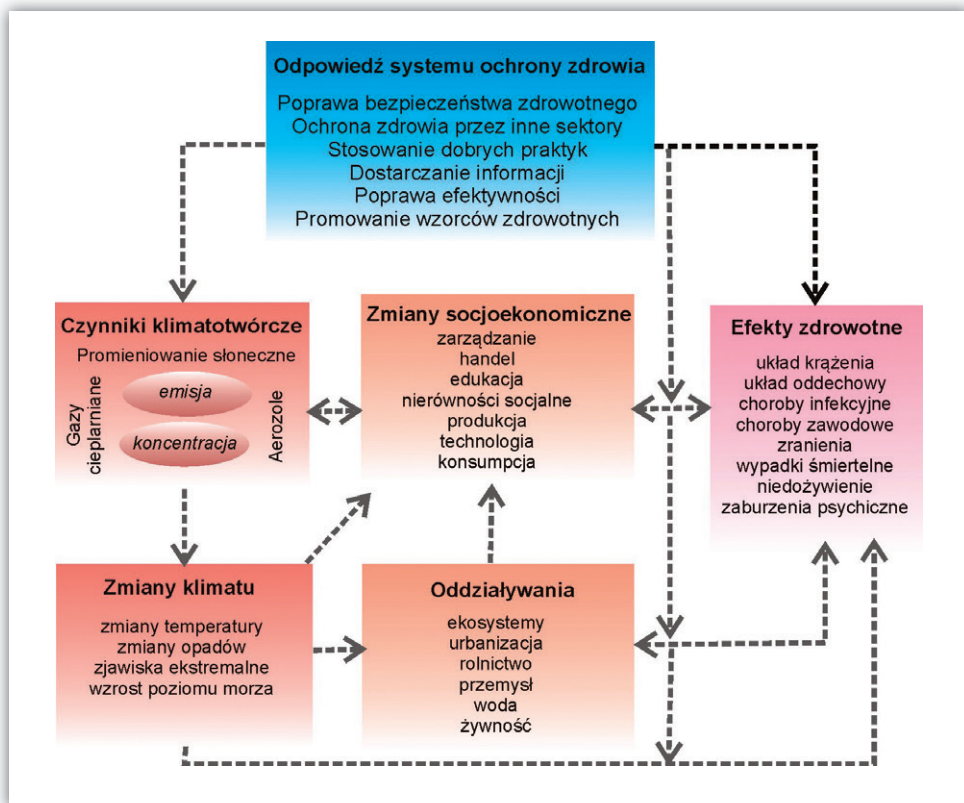 Odpowiedź systemu ochrony zdrowia
Poprawa bezpieczeństwa zdrowotnego
Ochrona zdrowia przez inne sektory
Stosowanie dobrych praktyk
Dostarczanie informacji
Poprawa efektywności
Promowanie wzorców zdrowotnych
Czynniki klimatotwórcze
Promieniowanie słoneczne
Gazy
cieplarniane
emisja
koncentracja
Aerozole
Zmiany socjoekonomiczne
zarządzanie
handel
edukacja
nierówności socjalne
produkcja
technologia
konsumpcja
Efekty zdrowotne
układ krążenia
układ oddechowy
choroby infekcyjne
choroby zawodowe
zranienia
wypadki śmiertelne
niedożywienie
zaburzenia psychiczne
Zmiany klimatu
zmiany temperatury
zmiany opadów
zjawiska ekstremalne
wzrost poziomu morza
Oddziaływania
ekosystemy
urbanizacja
rolnictwo
przemysł
woda
żywność